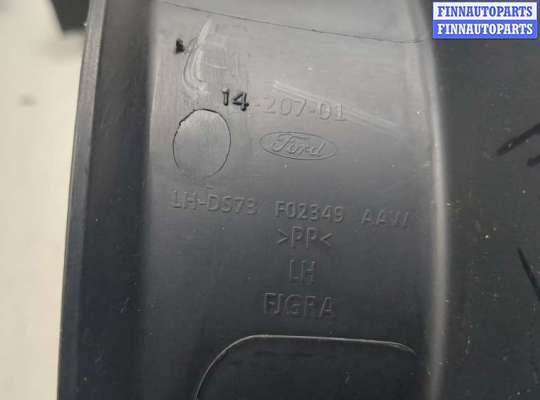 FINNAUTOPARTS
FINNAUTOPARTS
14-207-01
Ford
LH-DS73 F02349 AAW
>PP<
LH
FJGRA